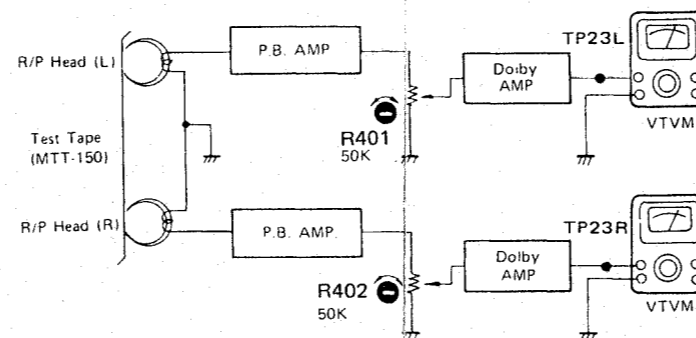 R/P Head (L)
P.B. AMP
Dolby
AMP
TP23L
VTVM
R401
50K
Test Tape
(MTT-150)
R/P Head (R)
P.B. AMP.
Dolby
AMP
TP23R
VTVM
R402
50K